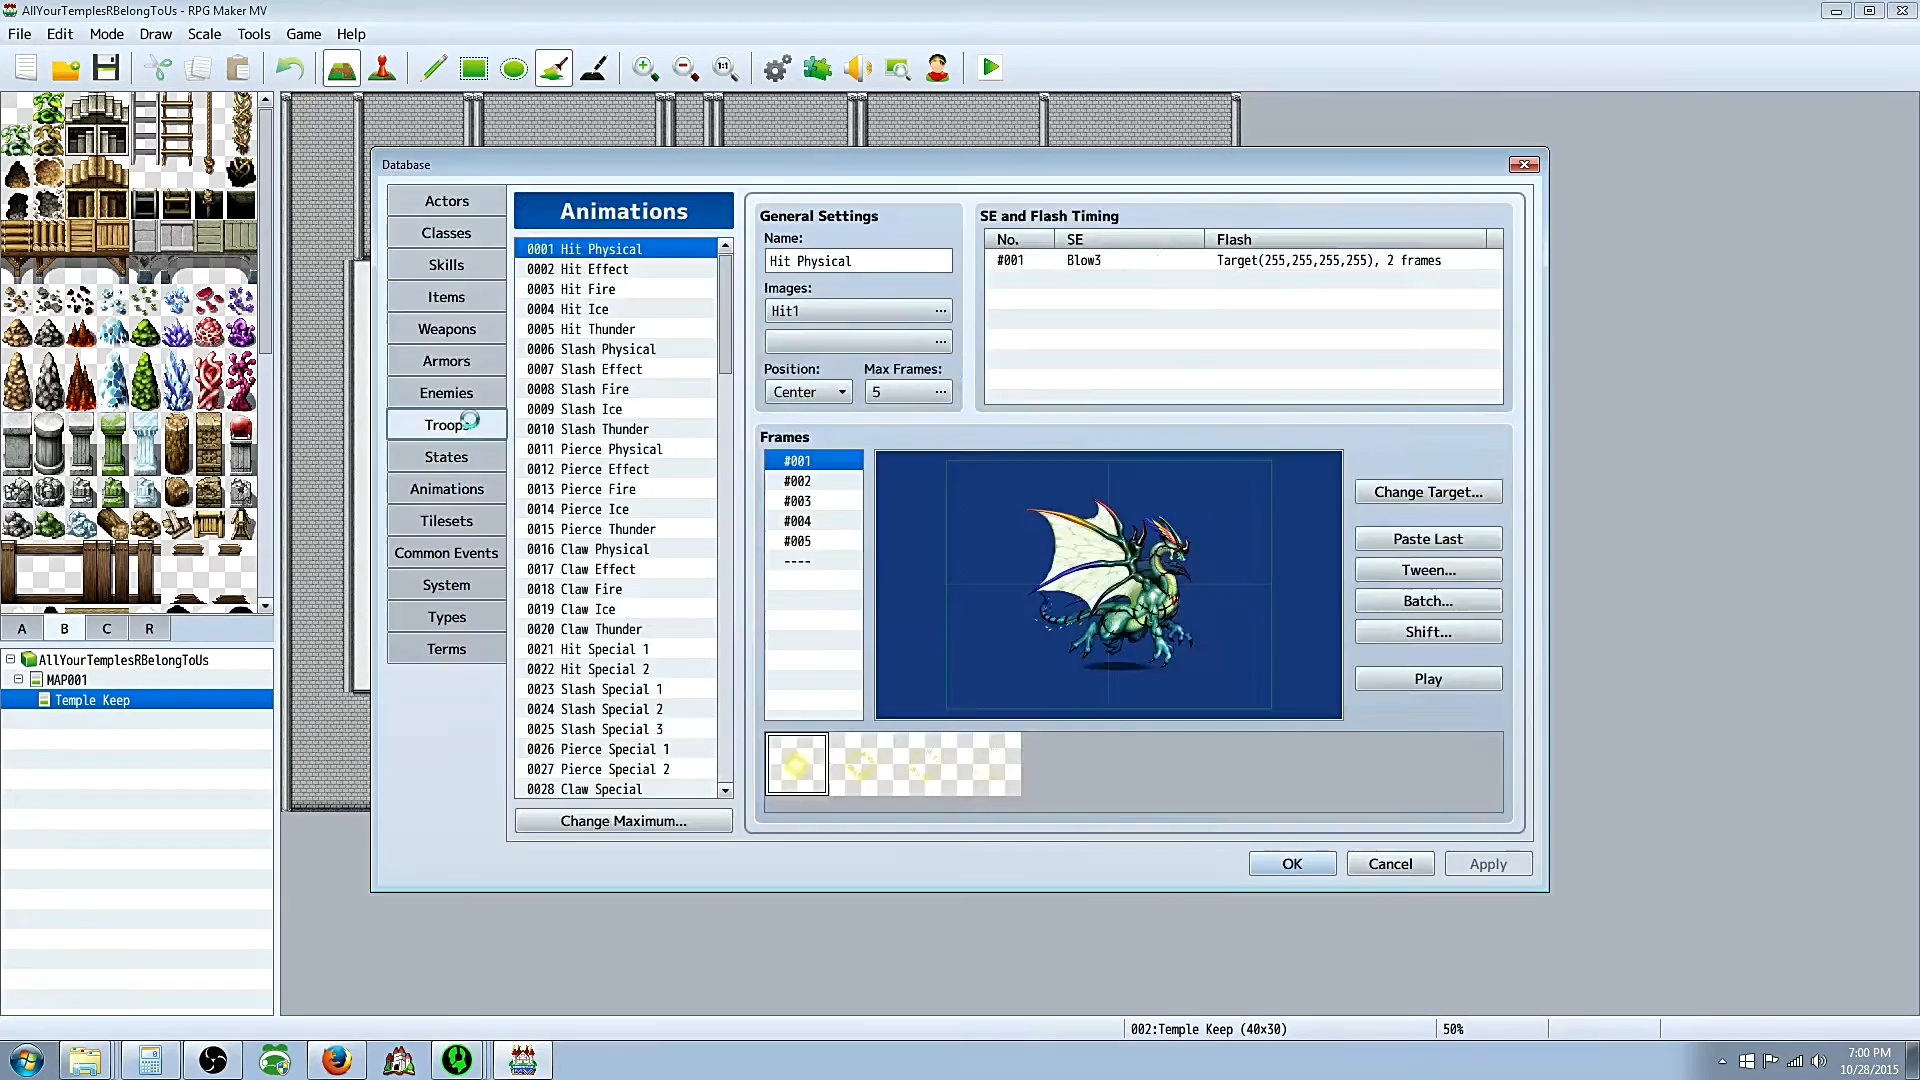 AllYourTemplesRBelongToUs - RPG Maker MV
File Edit Mode Draw Scale Tools Game Help
1:1
Database
Actors
Classes
Skills
Items
Weapons
Armors
Enemies
Troops
States
Animations
Tilesets
Common Events
System
Types
Terms
Animations
0001 Hit Physical
0002 Hit Effect
0003 Hit Fire
0004 Hit Ice
0005 Hit Thunder
0006 Slash Physical
0007 Slash Effect
0008 Slash Fire
0009 Slash Ice
0010 Slash Thunder
0011 Pierce Physical
0012 Pierce Effect
0013 Pierce Fire
0014 Pierce Ice
0015 Pierce Thunder
0016 Claw Physical
0017 Claw Effect
0018 Claw Fire
0019 Claw Ice
0020 Claw Thunder
0021 Hit Special 1
0022 Hit Special 2
0023 Slash Special 1
0024 Slash Special 2
0025 Slash Special 3
0026 Pierce Special 1
0027 Pierce Special 2
0028 Claw Special
Change Maximum...
General Settings
Name:
Hit Physical
Images:
Hit1 ...
...
Position: Max Frames:
Center 5 ...
SE and Flash Timing
No. SE Flash
#001 Blow3 Target(255,255,255,255), 2 frames
Frames
#001
#002
#003
#004
#005
----
Change Target...
Paste Last
Tween...
Batch...
Shift...
Play
OK Cancel Apply
A B C R
AllYourTemplesRBelongToUs
MAP001
Temple Keep
002:Temple Keep (40x30) 50%
7:00 PM
10/28/2015